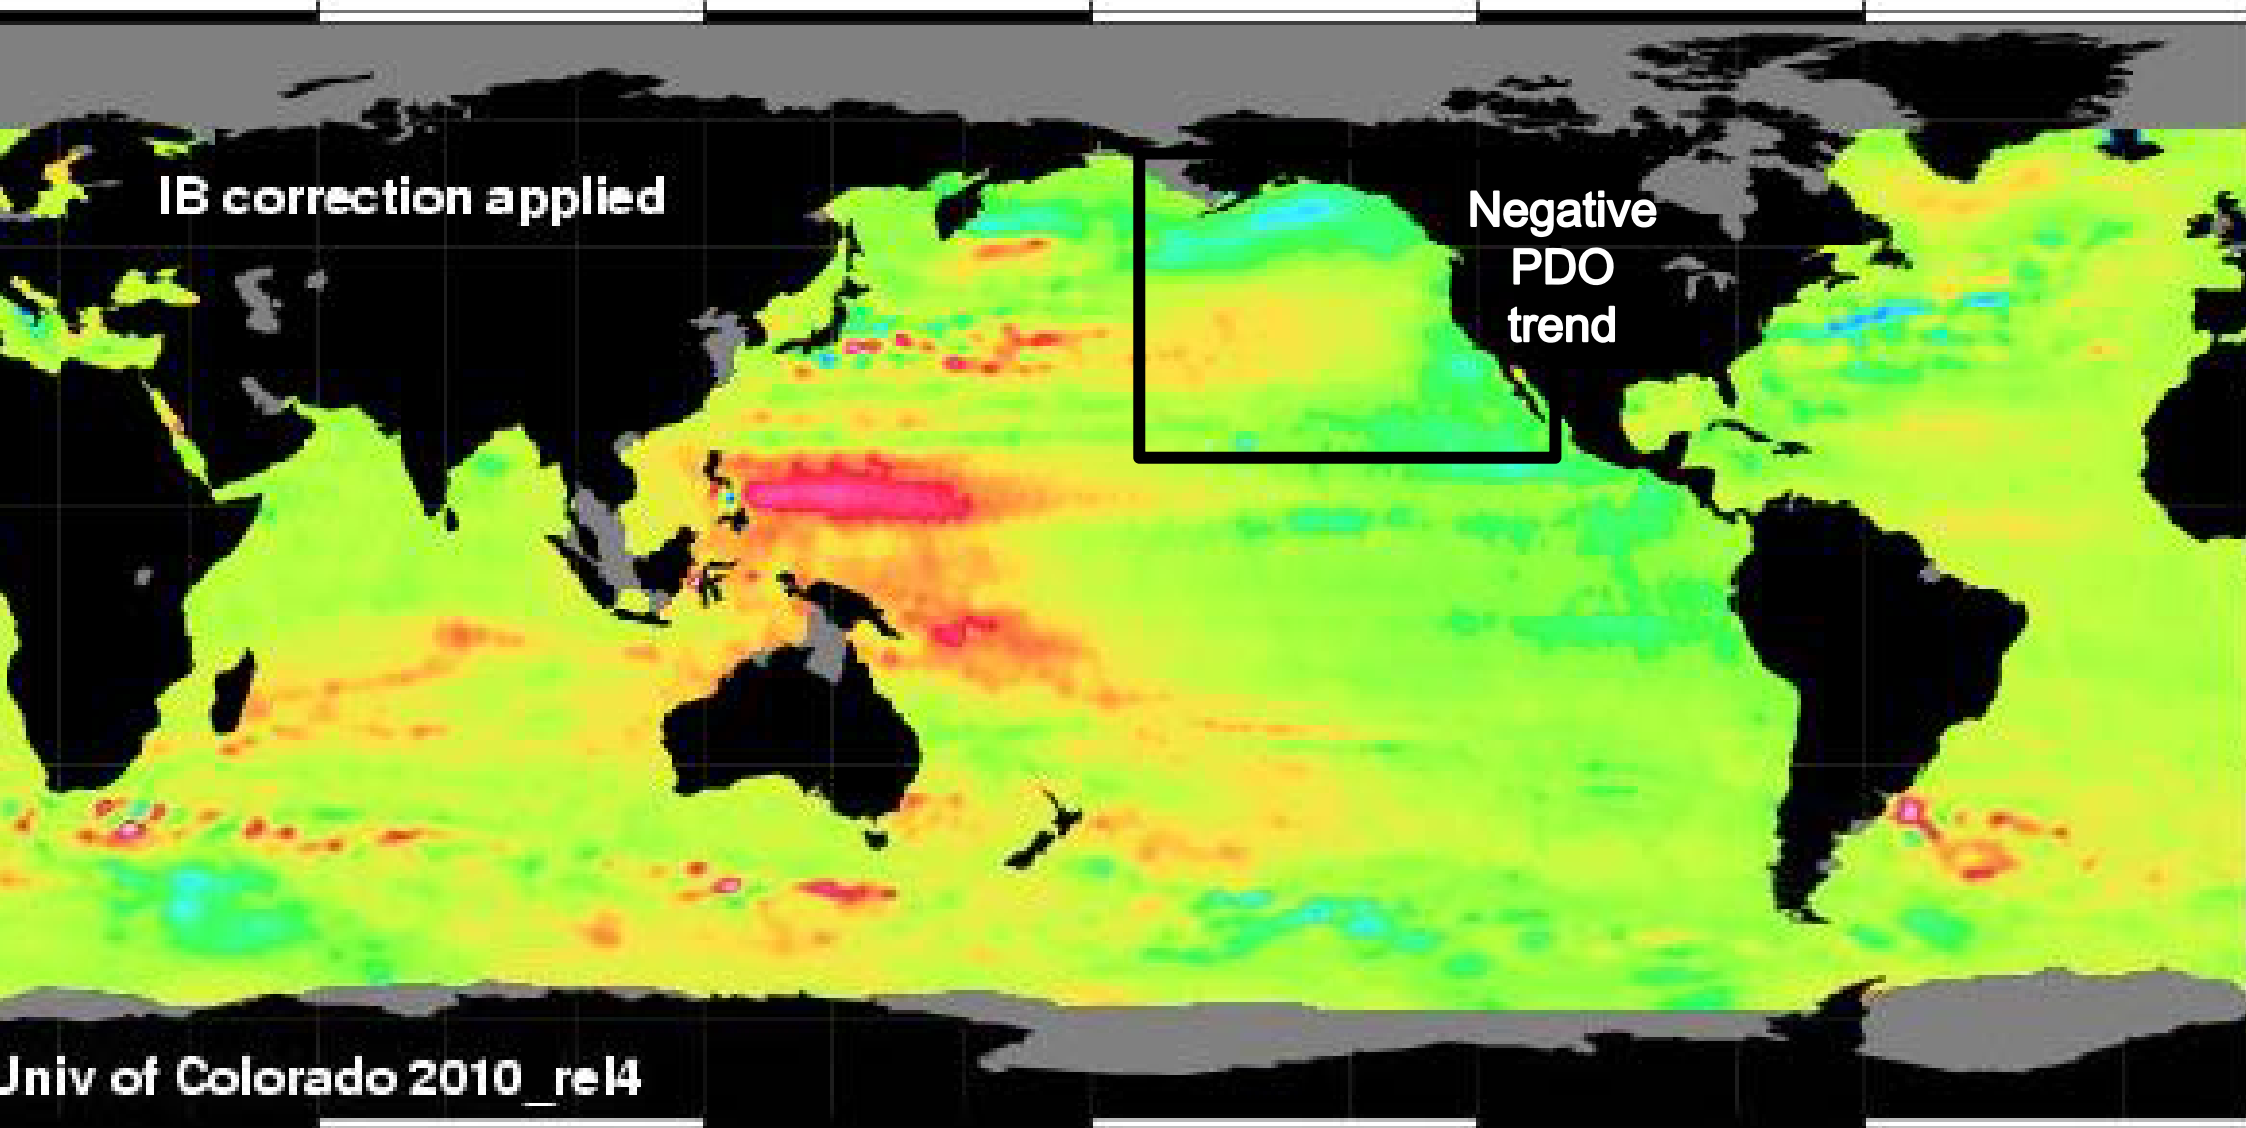 IB correction applied
Negative
PDO
trend
Univ of Colorado 2010_rel4